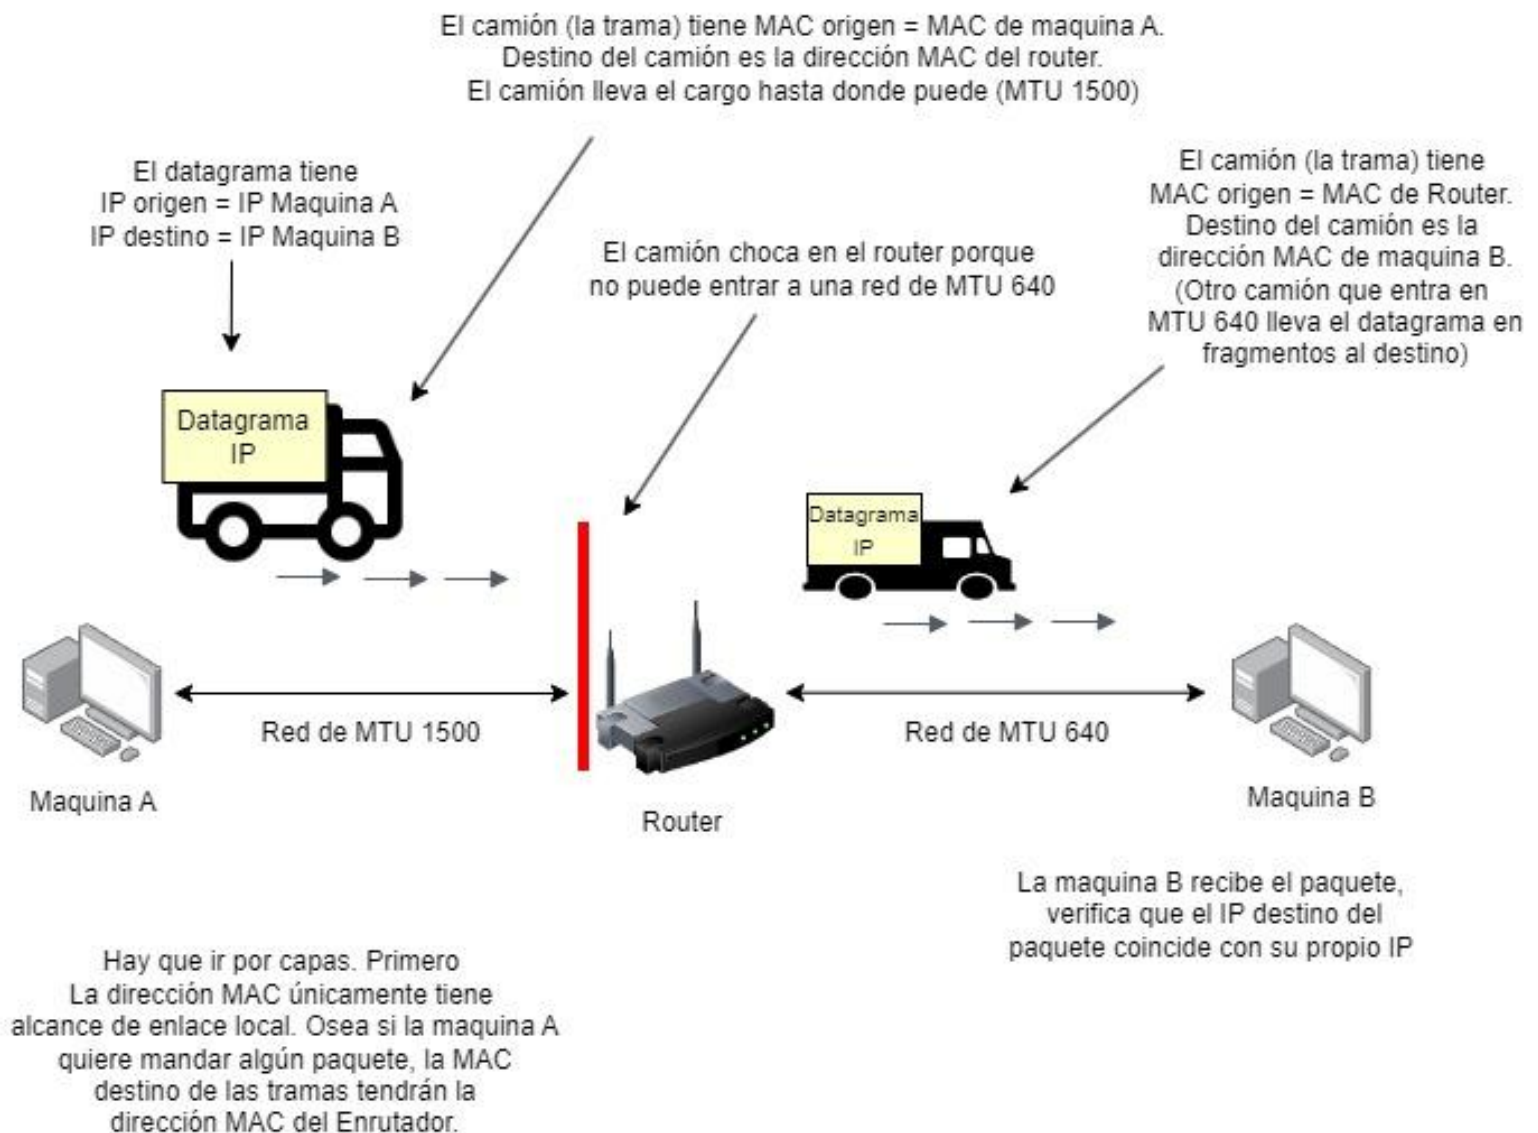 El camión (la trama) tiene MAC origen = MAC de maquina A.
Destino del camión es la dirección MAC del router.
El camión lleva el cargo hasta donde puede (MTU 1500)
El datagrama tiene
IP origen = IP Maquina A
IP destino = IP Maquina B
El camión choca en el router porque
no puede entrar a una red de MTU 640
El camión (la trama) tiene
MAC origen = MAC de Router.
Destino del camión es la
dirección MAC de maquina B.
(Otro camión que entra en
MTU 640 lleva el datagrama en
fragmentos al destino)
Datagrama
IP
Datagrama
IP
Red de MTU 1500
Red de MTU 640
Maquina A
Router
Maquina B
La maquina B recibe el paquete,
verifica que el IP destino del
paquete coincide con su propio IP
Hay que ir por capas. Primero
La dirección MAC únicamente tiene
alcance de enlace local. Osea si la maquina A
quiere mandar algún paquete, la MAC
destino de las tramas tendrán la
dirección MAC del Enrutador.